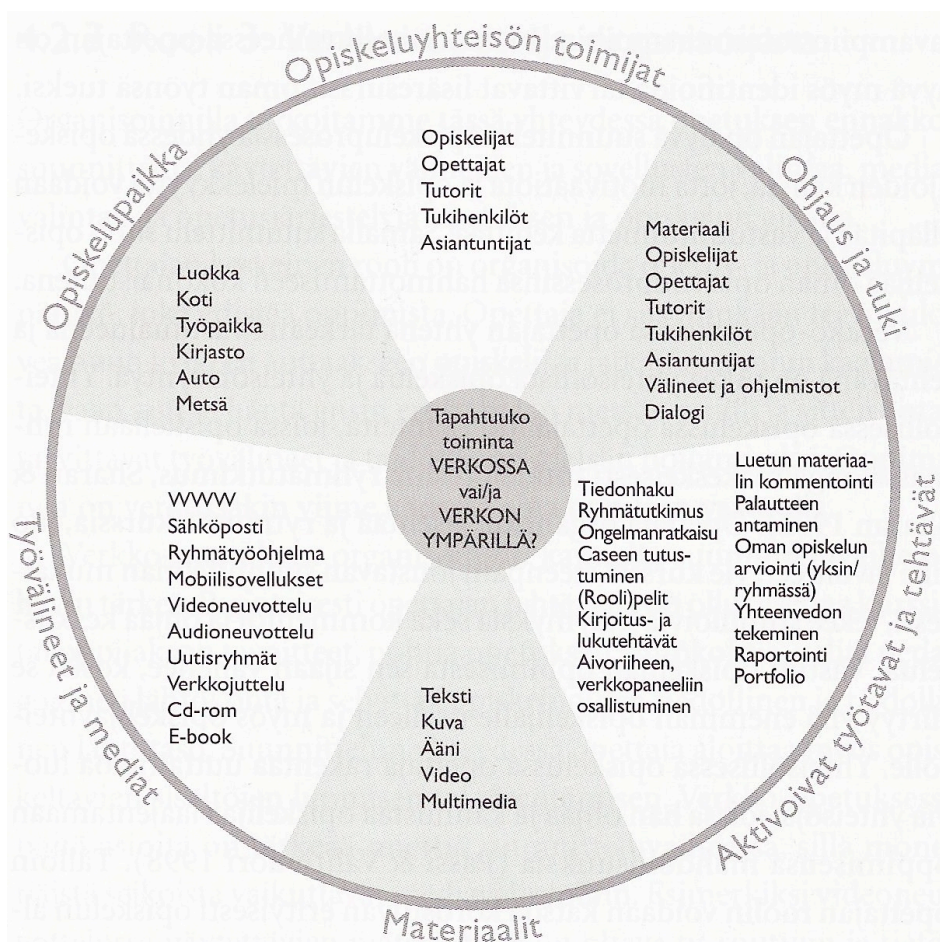 Opiskeluyhteisön toimijat
Opiskelijat
Opettajat
Tutorit
Tukihenkilöt
Asiantuntijat
Ohjaus ja tuki
Materiaali
Opiskelijat
Opettajat
Tutorit
Tukihenkilöt
Asiantuntijat
Välineet ja ohjelmistot
Dialogi
Aktivoivat työtavat ja tehtävät
Tiedonhaku
Ryhmätutkimus
Ongelmanratkaisu
Caseen tutus-
tuminen
(Rooli)pelit
Kirjoitus- ja
lukutehtävät
Aivoriiheen,
verkkopaneeliin
osallistuminen
Luetun materiaa-
lin kommentointi
Palautteen
antaminen
Oman opiskelun
arviointi (yksin/
ryhmässä)
Yhteenvedon
tekeminen
Raportointi
Portfolio
Materiaalit
Teksti
Kuva
Ääni
Video
Multimedia
Työvälineet ja mediat
WWW
Sähköposti
Ryhmätyöohjelma
Mobiilisovellukset
Videoneuvottelu
Audioneuvottelu
Uutisryhmät
Verkkojuttelu
Cd-rom
E-book
Opiskelupaikka
Luokka
Koti
Työpaikka
Kirjasto
Auto
Metsä
Tapahtuuko
toiminta
VERKOSSA
vai/ja
VERKON
YMPÄRILLÄ?